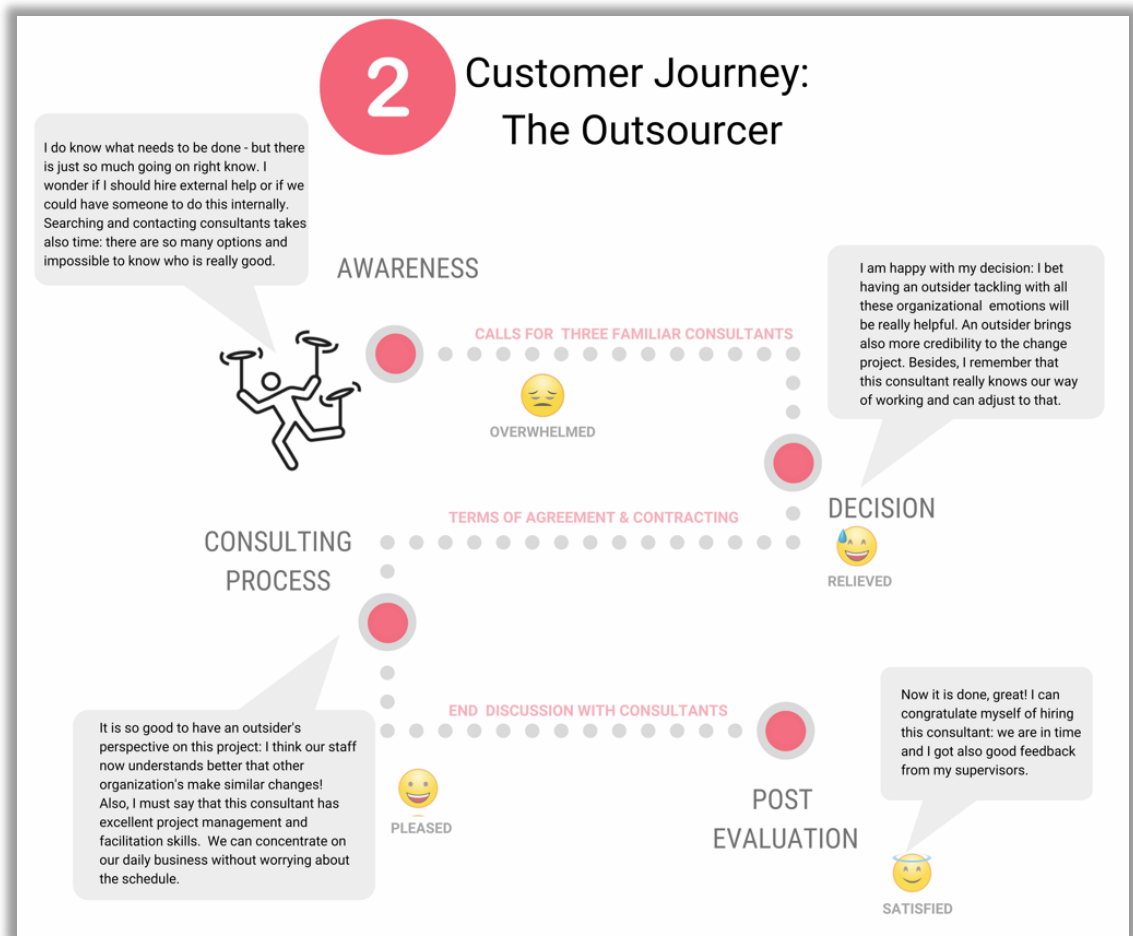 2
Customer Journey:
The Outsourcer
I do know what needs to be done - but there
is just so much going on right know. I
wonder if I should hire external help or if we
could have someone to do this internally.
Searching and contacting consultants takes
also time: there are so many options and
impossible to know who is really good.
AWARENESS
CALLS FOR THREE FAMILIAR CONSULTANTS
OVERWHELMED
I am happy with my decision: I bet
having an outsider tackling with all
these organizational emotions will
be really helpful. An outsider brings
also more credibility to the change
project. Besides, I remember that
this consultant really knows our way
of working and can adjust to that.
DECISION
RELIEVED
TERMS OF AGREEMENT & CONTRACTING
CONSULTING
PROCESS
It is so good to have an outsider's
perspective on this project: I think our staff
now understands better that other
organization's make similar changes!
Also, I must say that this consultant has
excellent project management and
facilitation skills. We can concentrate on
our daily business without worrying about
the schedule.
END DISCUSSION WITH CONSULTANTS
PLEASED
Now it is done, great! I can
congratulate myself of hiring
this consultant: we are in time
and I got also good feedback
from my supervisors.
POST
EVALUATION
SATISFIED